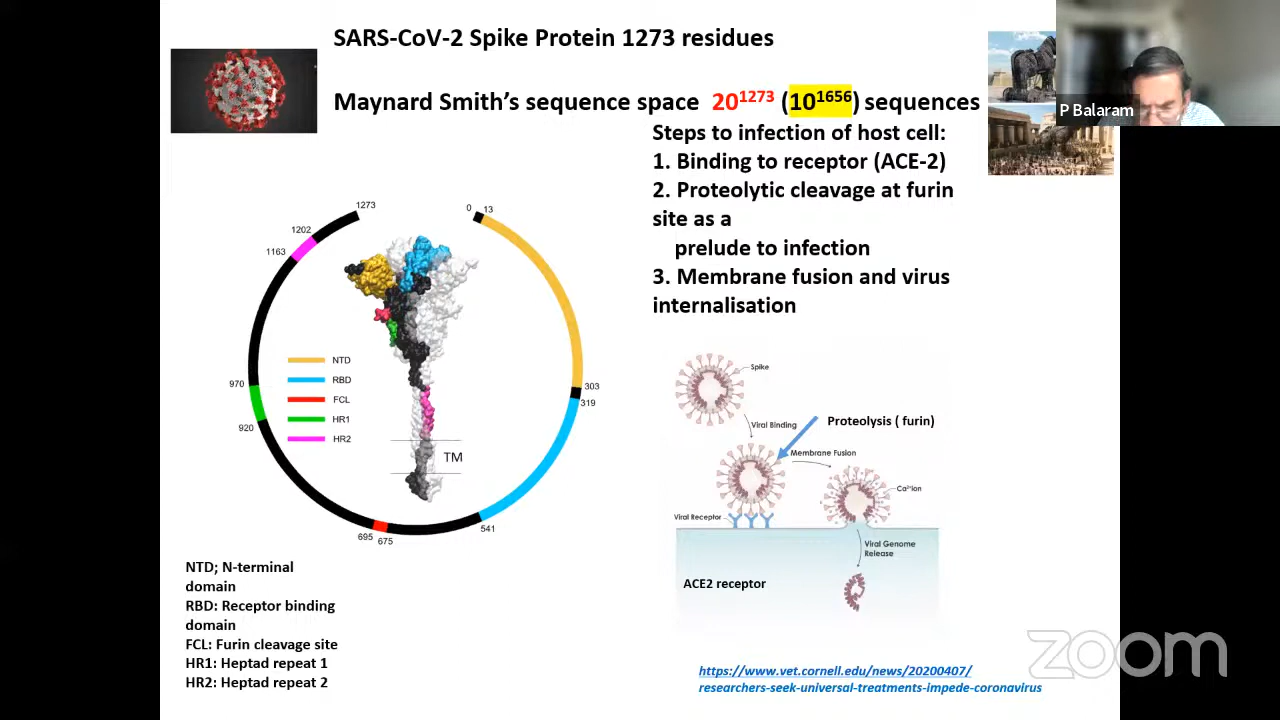 SARS-CoV-2 Spike Protein 1273 residues
Maynard Smith's sequence space 20^1273 (10^1656) sequences
P Balaram
Steps to infection of host cell:
1. Binding to receptor (ACE-2)
2. Proteolytic cleavage at furin
site as a
prelude to infection
3. Membrane fusion and virus
internalisation
1273
0
13
1202
1163
970
920
303
319
541
695
675
NTD
RBD
FCL
HR1
HR2
TM
Spike
Viral Binding
Proteolysis ( furin)
Membrane Fusion
Ca²⁺ion
Viral Receptor
Viral Genome
Release
ACE2 receptor
NTD; N-terminal
domain
RBD: Receptor binding
domain
FCL: Furin cleavage site
HR1: Heptad repeat 1
HR2: Heptad repeat 2
https://www.vet.cornell.edu/news/20200407/
researchers-seek-universal-treatments-impede-coronavirus
zoom